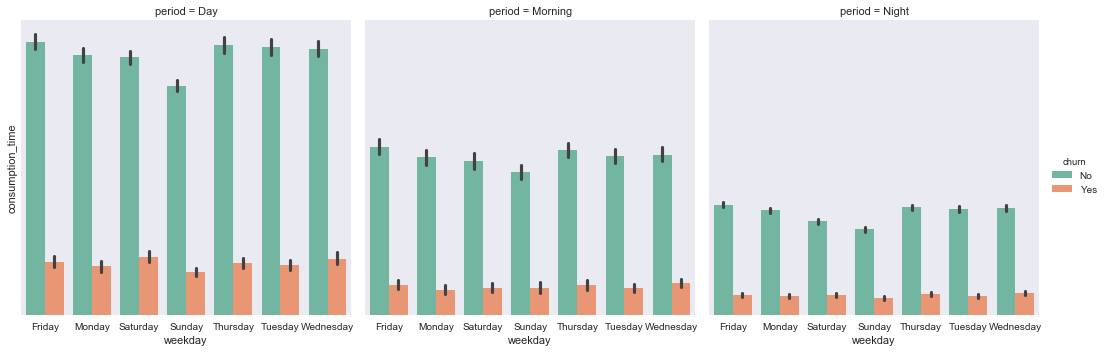 period = Day
period = Morning
period = Night
consumption_time
Friday Monday Saturday Sunday Thursday Tuesday Wednesday
Friday Monday Saturday Sunday Thursday Tuesday Wednesday
Friday Monday Saturday Sunday Thursday Tuesday Wednesday
weekday
weekday
weekday
churn
No
Yes